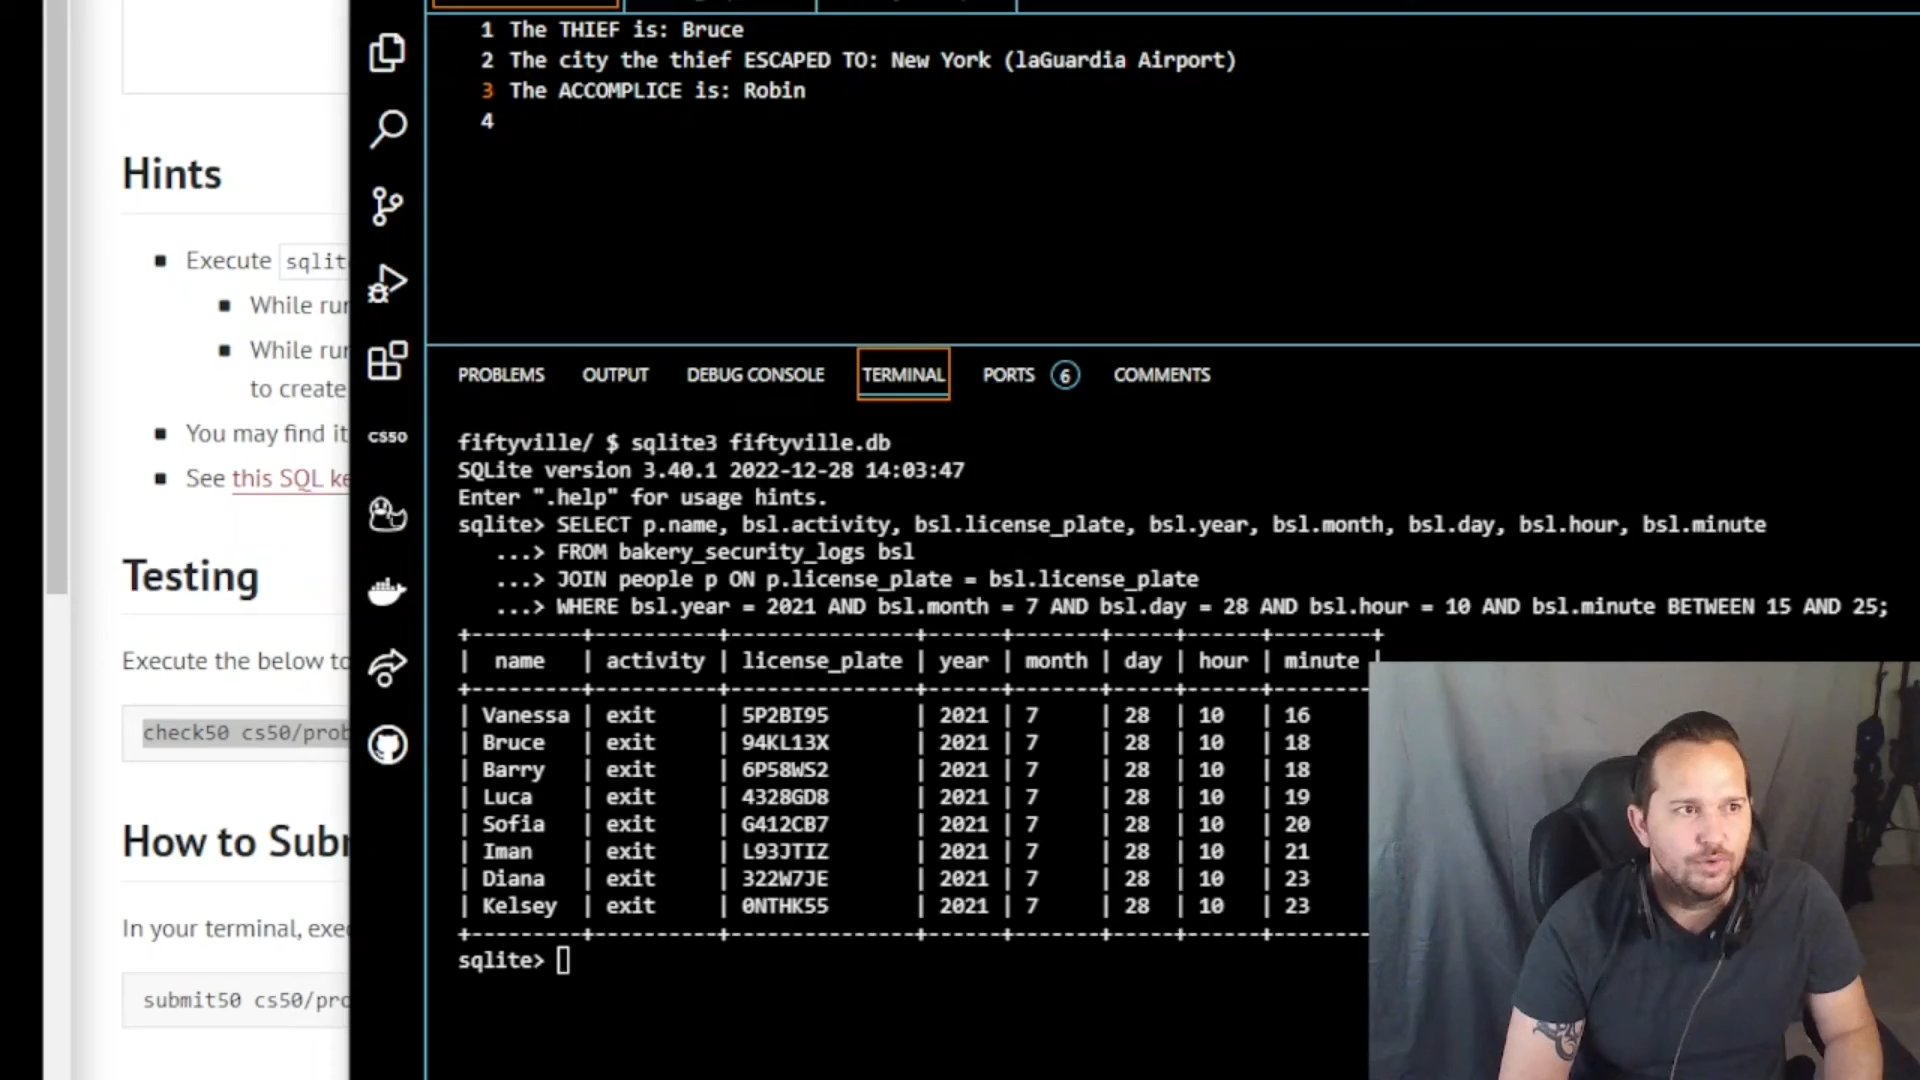 Hints
Execute sqlit
While rur
While rur
to create
You may find it
See this SQL ke
Testing
Execute the below to
check50 cs50/prob
How to Subr
In your terminal, exec
submit50 cs50/pro
CS50
1 The THIEF is: Bruce
2 The city the thief ESCAPED TO: New York (laGuardia Airport)
3 The ACCOMPLICE is: Robin
4
PROBLEMS OUTPUT DEBUG CONSOLE TERMINAL PORTS 6 COMMENTS
fiftyville/ $ sqlite3 fiftyville.db
SQLite version 3.40.1 2022-12-28 14:03:47
Enter ".help" for usage hints.
sqlite> SELECT p.name, bsl.activity, bsl.license_plate, bsl.year, bsl.month, bsl.day, bsl.hour, bsl.minute
...> FROM bakery_security_logs bsl
...> JOIN people p ON p.license_plate = bsl.license_plate
...> WHERE bsl.year = 2021 AND bsl.month = 7 AND bsl.day = 28 AND bsl.hour = 10 AND bsl.minute BETWEEN 15 AND 25;
+---------+----------+---------------+------+-------+-----+------+--------+
| name | activity | license_plate | year | month | day | hour | minute |
+---------+----------+---------------+------+-------+-----+------+--------
| Vanessa | exit | 5P2BI95 | 2021 | 7 | 28 | 10 | 16
| Bruce | exit | 94KL13X | 2021 | 7 | 28 | 10 | 18
| Barry | exit | 6P58WS2 | 2021 | 7 | 28 | 10 | 18
| Luca | exit | 4328GD8 | 2021 | 7 | 28 | 10 | 19
| Sofia | exit | G412CB7 | 2021 | 7 | 28 | 10 | 20
| Iman | exit | L93JTIZ | 2021 | 7 | 28 | 10 | 21
| Diana | exit | 322W7JE | 2021 | 7 | 28 | 10 | 23
| Kelsey | exit | 0NTHK55 | 2021 | 7 | 28 | 10 | 23
+---------+----------+---------------+------+-------+-----+------+--------
sqlite>